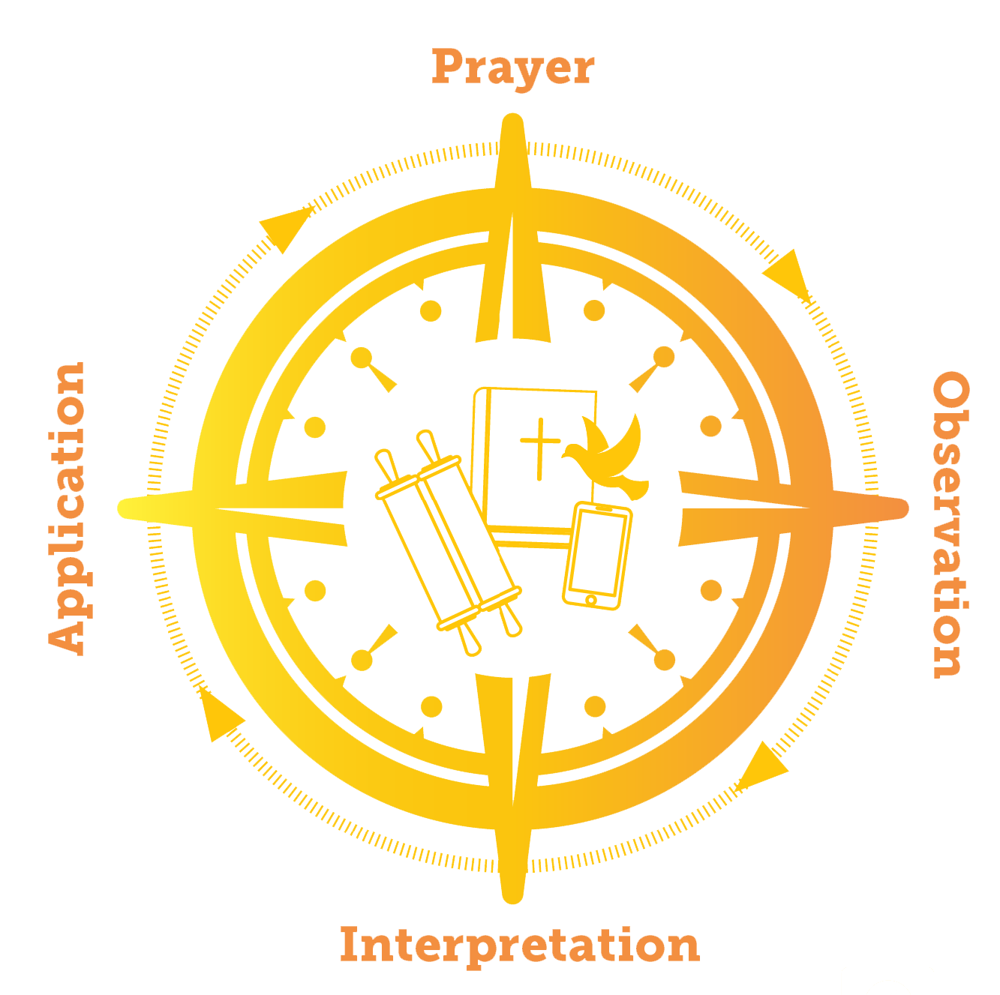 Prayer
Observation
Interpretation
Application